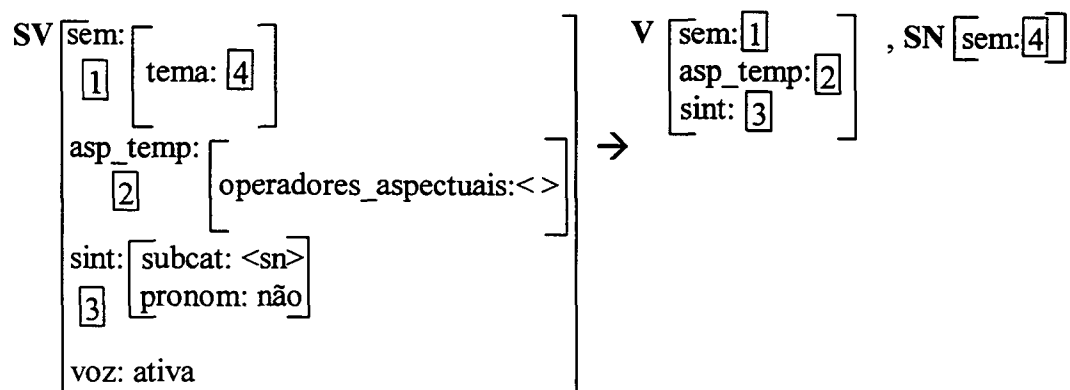 SV sem: V sem: 1 , SN sem: 4
1 tema: 4 asp_temp: 2
sint: 3
asp_temp: →
2 operadores_aspectuais:< >
sint: subcat: <sn>
3 pronom: não
voz: ativa